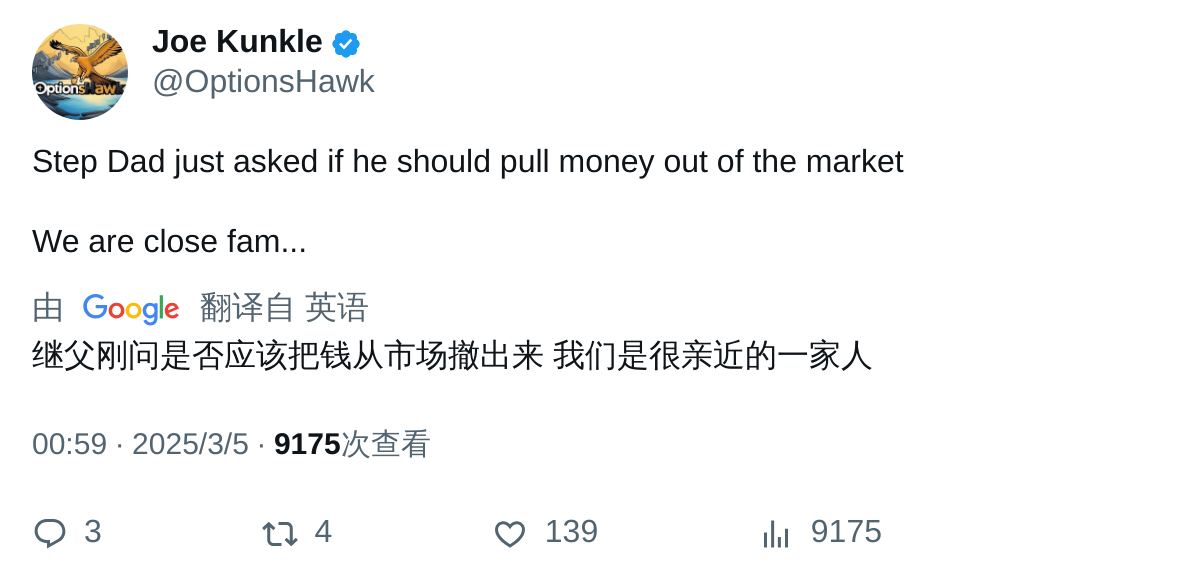 Joe Kunkle
@OptionsHawk
OptionsHawk
Step Dad just asked if he should pull money out of the market
We are close fam...
由 Google 翻译自 英语
继父刚问是否应该把钱从市场撤出来 我们是很亲近的一家人
00:59 · 2025/3/5 · 9175次查看
3 4 139 9175